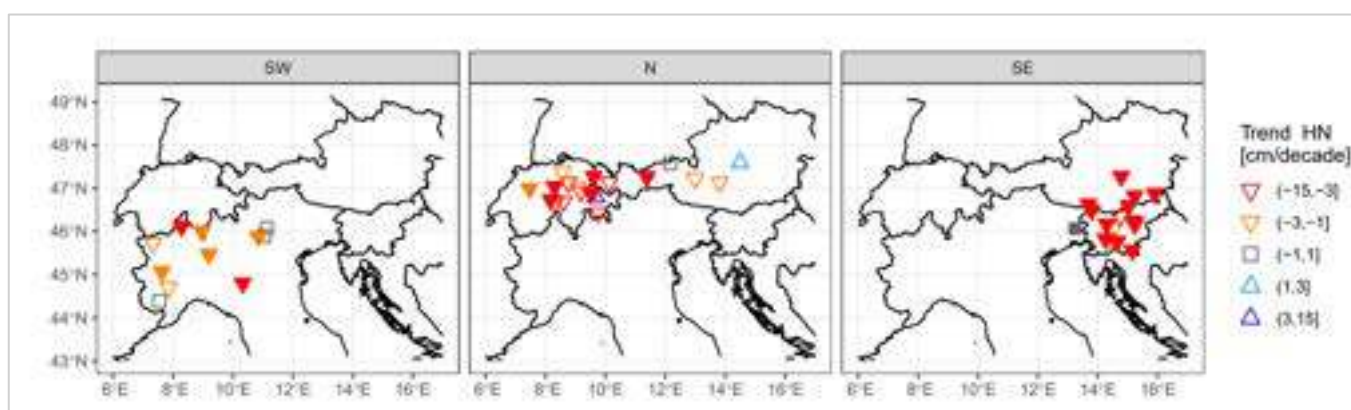 SW N SE
49°N
48°N
47°N
46°N
45°N
44°N
43°N
6°E 8°E 10°E 12°E 14°E 16°E 6°E 8°E 10°E 12°E 14°E 16°E 6°E 8°E 10°E 12°E 14°E 16°E
Trend HN
[cm/decade]
(−15,−3]
(−3,−1]
(−1,1]
(1,3]
(3,15]